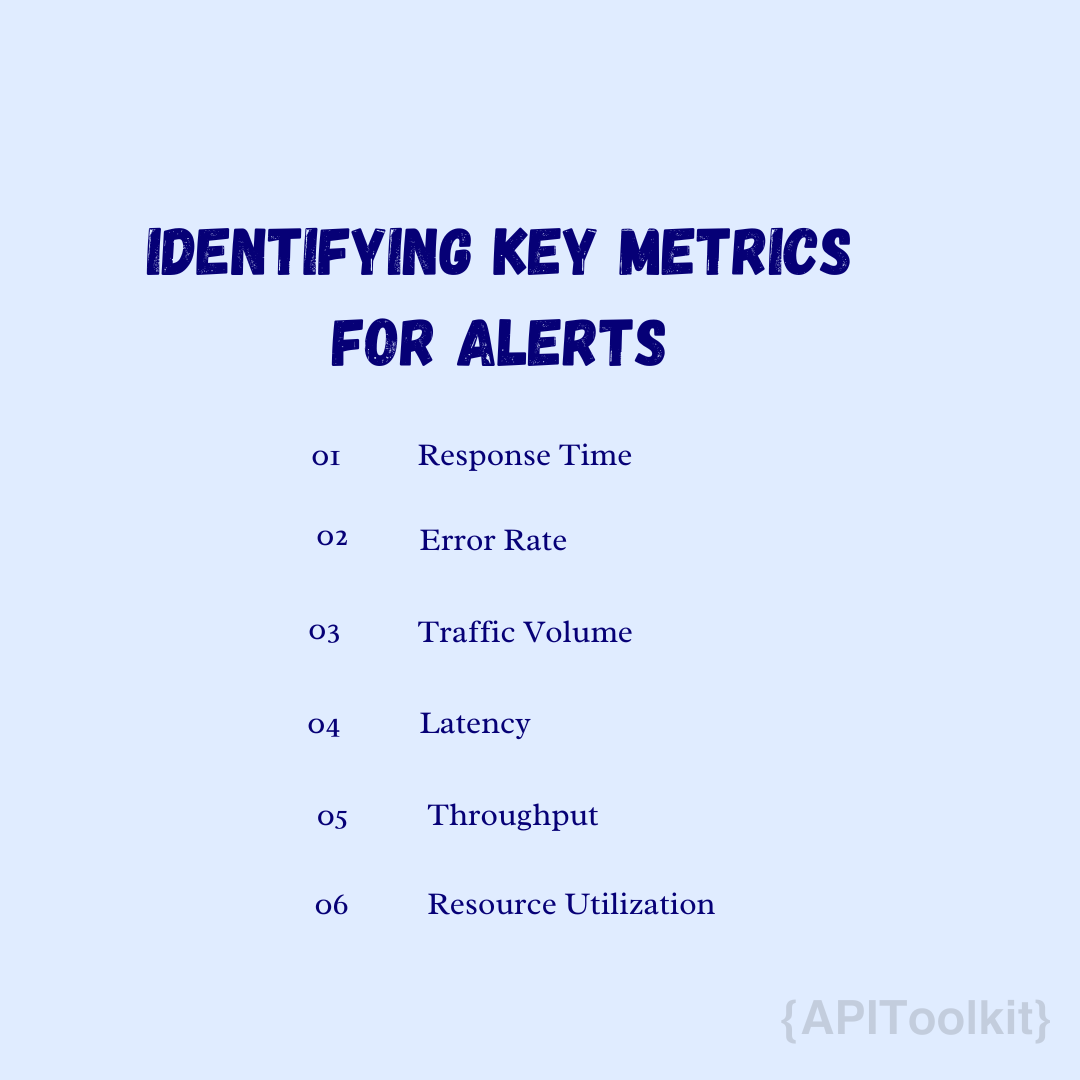 IDENTIFYING KEY METRICS
FOR ALERTS
01 Response Time
02 Error Rate
03 Traffic Volume
04 Latency
05 Throughput
06 Resource Utilization
{APIToolkit}